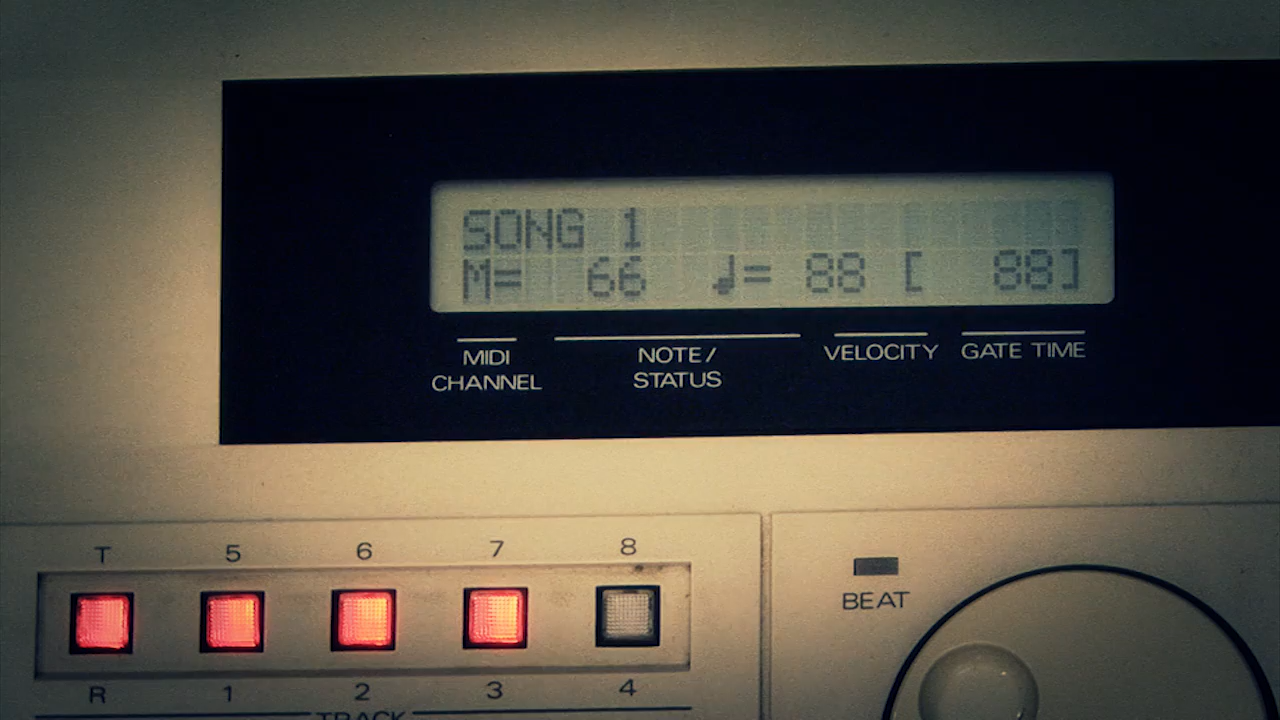 SONG 1
M= 66 ♩= 88 [ 88]
MIDI CHANNEL
NOTE/ STATUS
VELOCITY
GATE TIME
T 5 6 7 8
R 1 2 3 4
TRACK
BEAT